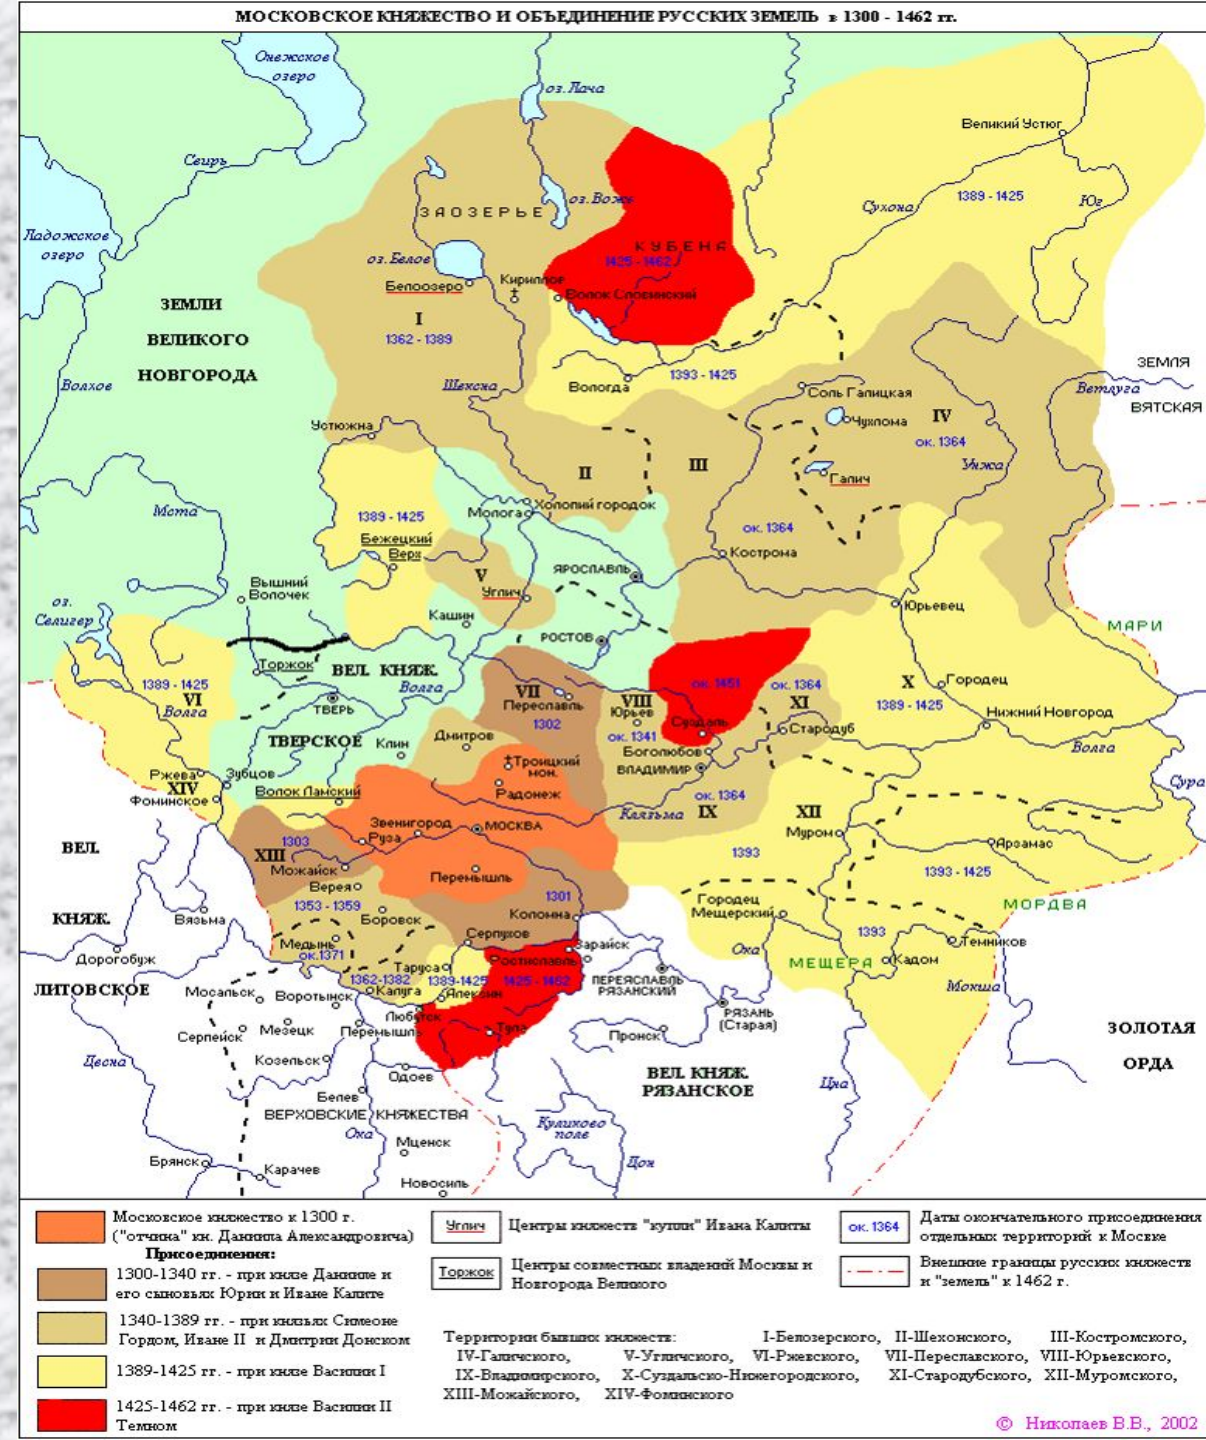 МОСКОВСКОЕ КНЯЖЕСТВО И ОБЪЕДИНЕНИЕ РУССКИХ ЗЕМЕЛЬ в 1300 - 1462 гг.
Онежское
озеро
оз. Лача
Великий Устюг
Свирь
1389 - 1425
Юг
Сухона
оз. Воже
ЗАОЗЕРЬЕ
Ладожское
озеро
КУБЕНА
1425 - 1462
оз. Белое
Кириллов
Белоозеро
Волок Словинский
ЗЕМЛИ
ВЕЛИКОГО
НОВГОРОДА
I
1362 - 1389
ЗЕМЛЯ
ВЯТСКАЯ
Волхов
Шексна
Вологда
1393 - 1425
Ветлуга
Соль Галицкая
Чухлома
IV
ок. 1364
Устюжна
II
III
Унжа
Галич
Молога
Холопий городок
Мста
1389 - 1425
Бежецкий
Верх
ок. 1364
Кострома
ЯРОСЛАВЛЬ
V
Углич
Вышний
Волочек
оз.
Селигер
Кашин
Юрьевец
МАРИ
РОСТОВ
Торжок
ВЕЛ. КНЯЖ.
Волга
1389 - 1425
VI
Волга
ТВЕРЬ
VII
Переславль
1302
VIII
Юрьев
ок. 1341
ок. 1451
Суздаль
ок. 1364
XI
Стародуб
X
1389 - 1425
Городец
Нижний Новгород
Волга
ТВЕРСКОЕ
Клин
Дмитров
Боголюбов
ВЛАДИМИР
Троицкий
мон.
Радонеж
Ржева
Зубцов
XIV
Фоминское
Волок Ламский
Сура
ок. 1364
IX
Клязьма
XII
Муром
Звенигород
Руза
МОСКВА
1303
XIII
Можайск
ВЕЛ.
Арзамас
1393
1393 - 1425
Перемышль
Верея
1353 - 1359
1301
Коломна
Боровск
Городец
Мещерский
МОРДВА
КНЯЖ.
Вязьма
Дорогобуж
Медынь
ок.1371
Серпухов
Зарайск
1393
Темников
Ока
МЕЩЕРА
Кадом
Мокша
Таруса
Ростиславль
1362-1382
1389-1425
1425 - 1462
ПЕРЕЯСЛАВЛЬ
РЯЗАНСКИЙ
ЛИТОВСКОЕ
Мосальск
Воротынск
Калуга
Алексин
Любутск
РЯЗАНЬ
(Старая)
Серпейск
Мезецк
Перемышль
Тула
Пронск
ЗОЛОТАЯ
ОРДА
Десна
Козельск
Одоев
ВЕЛ. КНЯЖ.
РЯЗАНСКОЕ
Цна
Белев
ВЕРХОВСКИЕ КНЯЖЕСТВА
Ока
Мценск
Куликово
поле
Дон
Брянск
Карачев
Новосиль
Московское княжество к 1300 г.
("отчина" кн. Даниила Александровича)
Присоединения:
1300-1340 гг. - при князе Данииле и
его сыновьях Юрии и Иване Калите
1340-1389 гг. - при князьях Симеоне
Гордом, Иване II и Дмитрии Донском
1389-1425 гг. - при князе Василии I
1425-1462 гг. - при князе Василии II
Темном
Углич
Центры княжеств "купли" Ивана Калиты
Торжок
Центры совместных владений Москвы и
Новгорода Великого
ок. 1364
Даты окончательного присоединения
отдельных территорий к Москве
Внешние границы русских княжеств
и "земель" к 1462 г.
Территории бывших княжеств: I-Белозерского, II-Шехонского, III-Костромского,
IV-Галичского, V-Угличского, VI-Ржевского, VII-Переславского, VIII-Юрьевского,
IX-Владимирского, X-Суздальско-Нижегородского, XI-Стародубского, XII-Муромского,
XIII-Можайского, XIV-Фоминского
© Николаев В.В., 2002